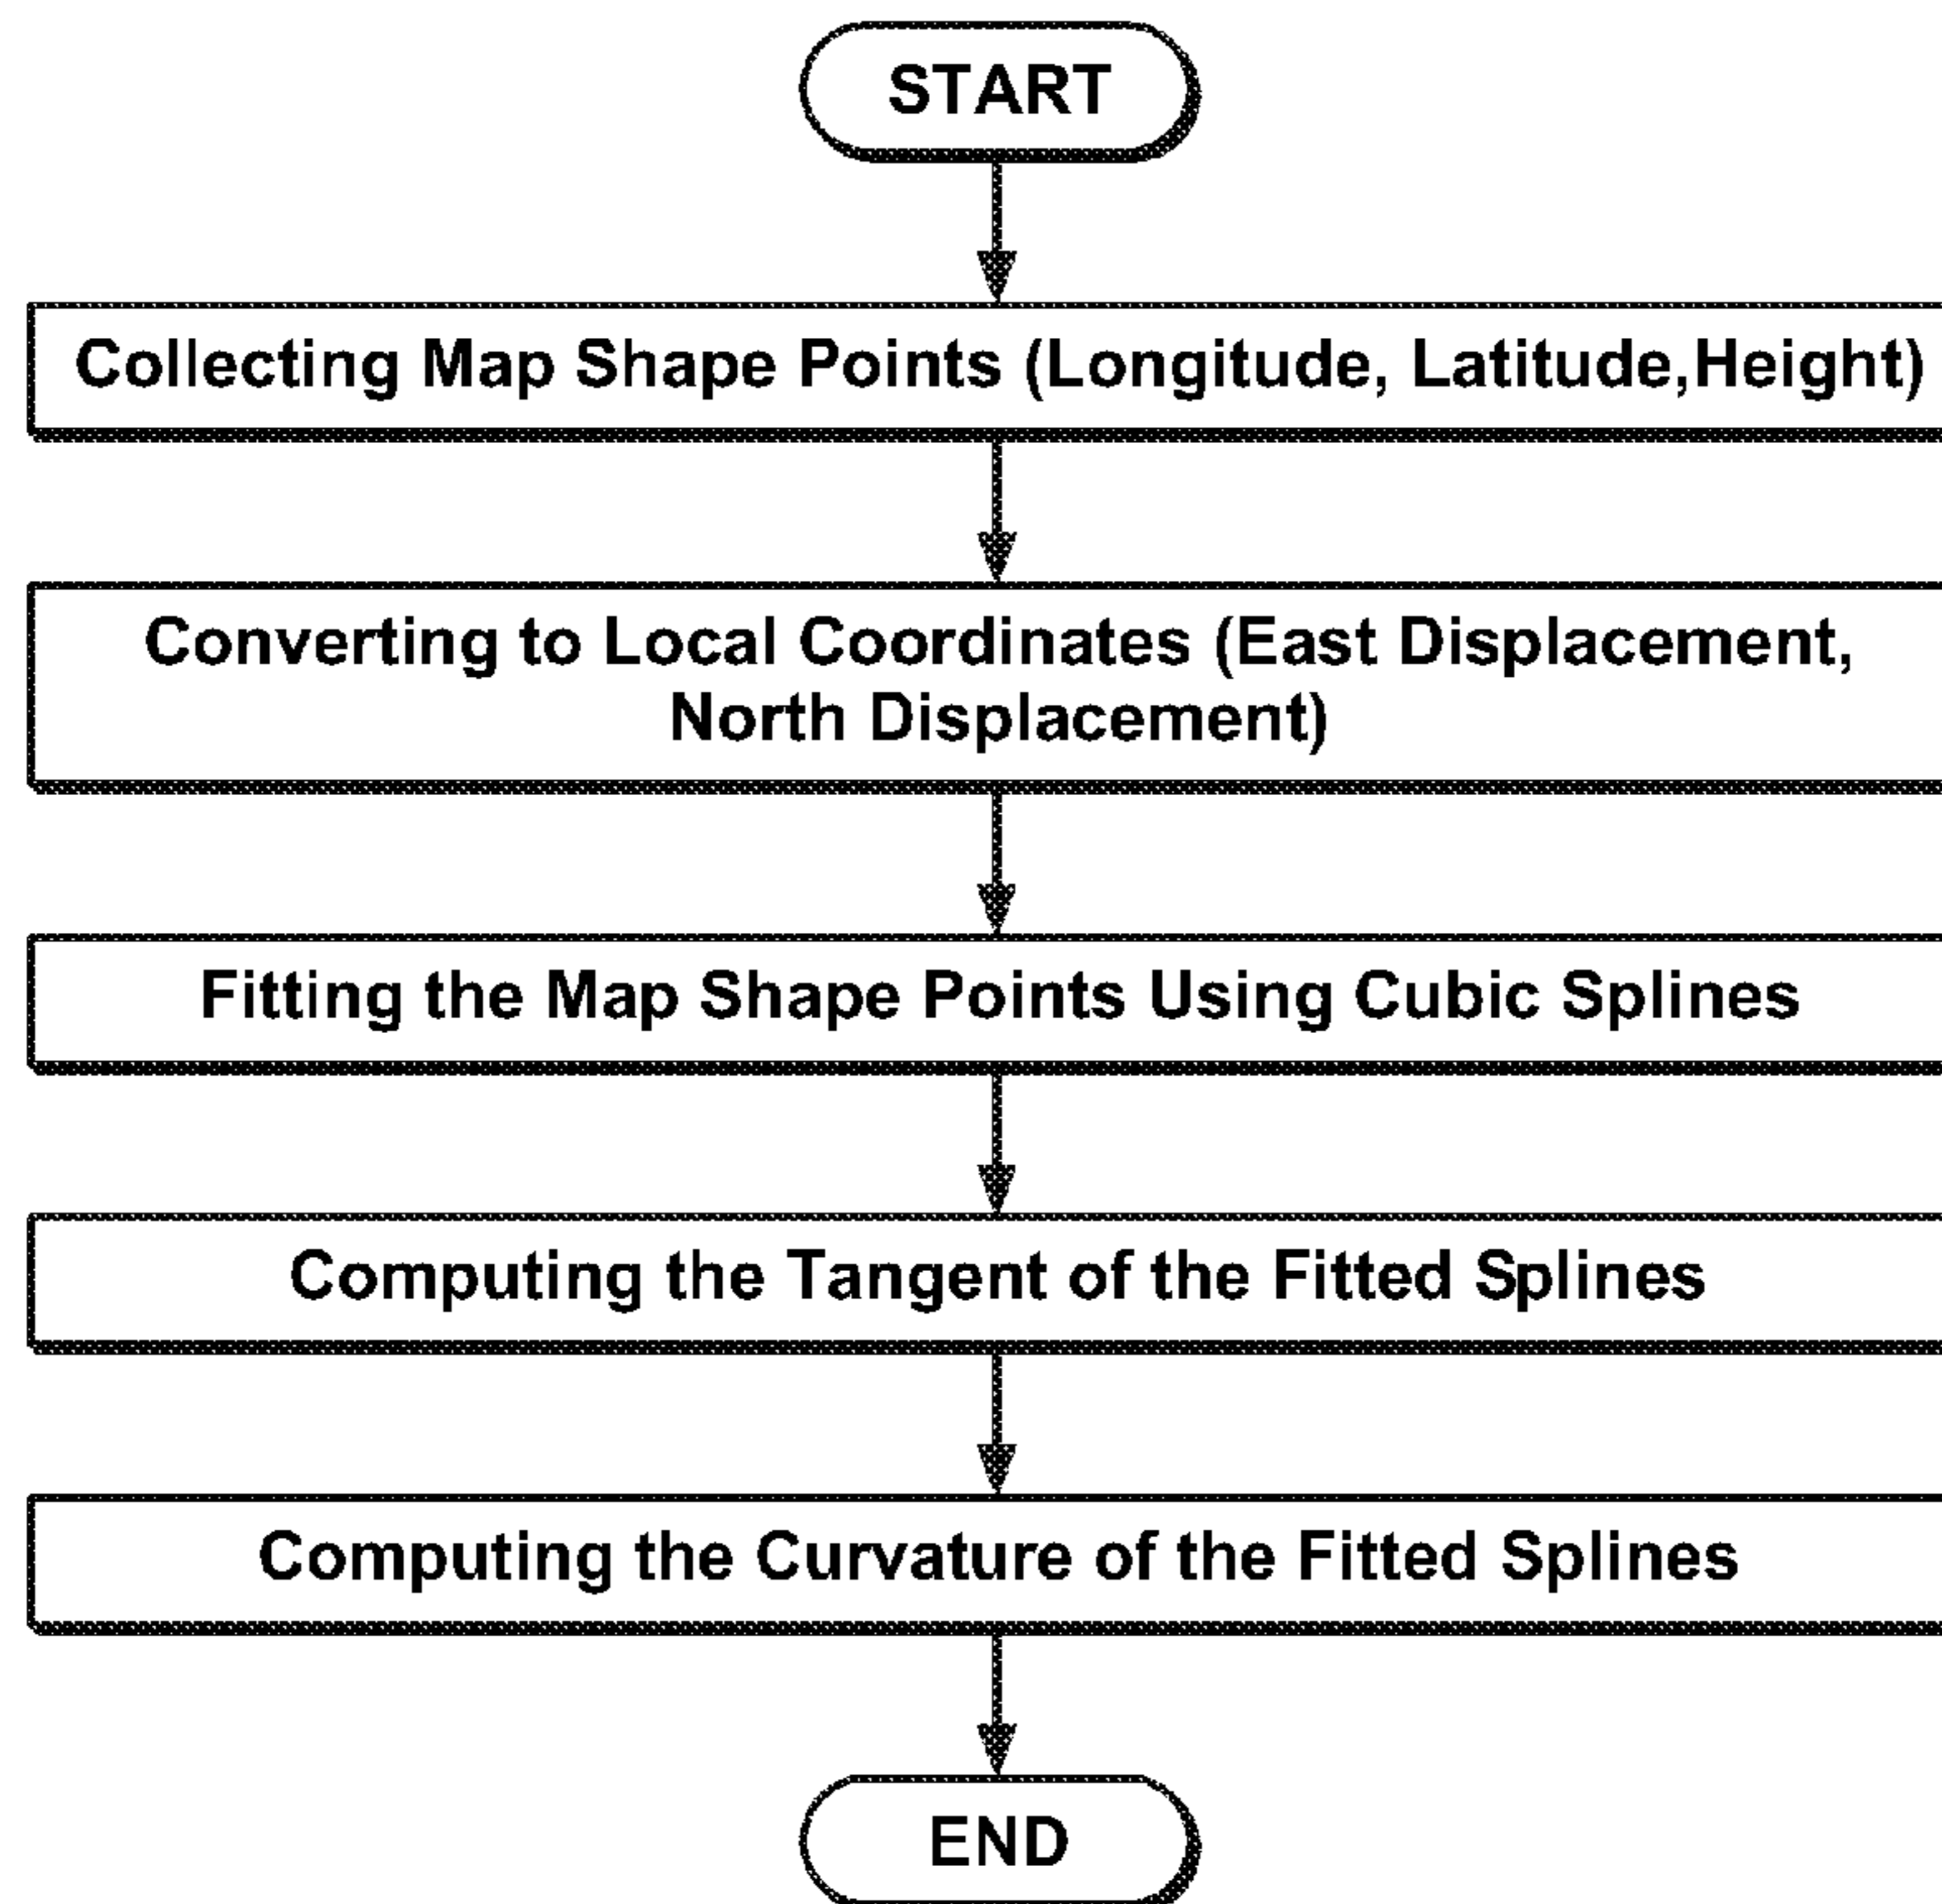 START
Collecting Map Shape Points (Longitude, Latitude,Height)
Converting to Local Coordinates (East Displacement,
North Displacement)
Fitting the Map Shape Points Using Cubic Splines
Computing the Tangent of the Fitted Splines
Computing the Curvature of the Fitted Splines
END